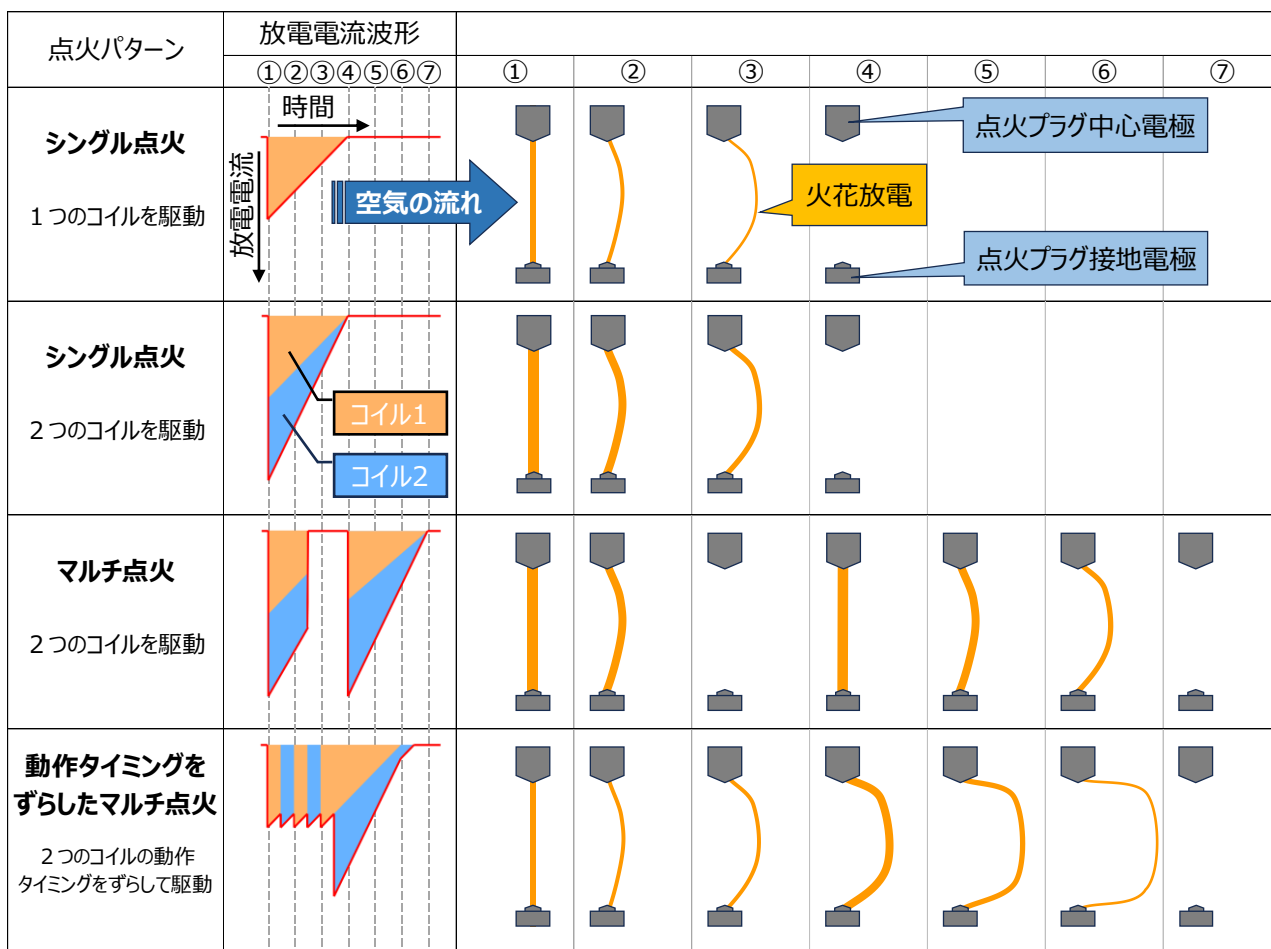 点火パターン
放電電流波形
①②③④⑤⑥⑦
①
②
③
④
⑤
⑥
⑦
シングル点火
1つのコイルを駆動
時間
放電電流
空気の流れ
火花放電
点火プラグ中心電極
点火プラグ接地電極
シングル点火
2つのコイルを駆動
コイル1
コイル2
マルチ点火
2つのコイルを駆動
動作タイミングを
ずらしたマルチ点火
2つのコイルの動作
タイミングをずらして駆動